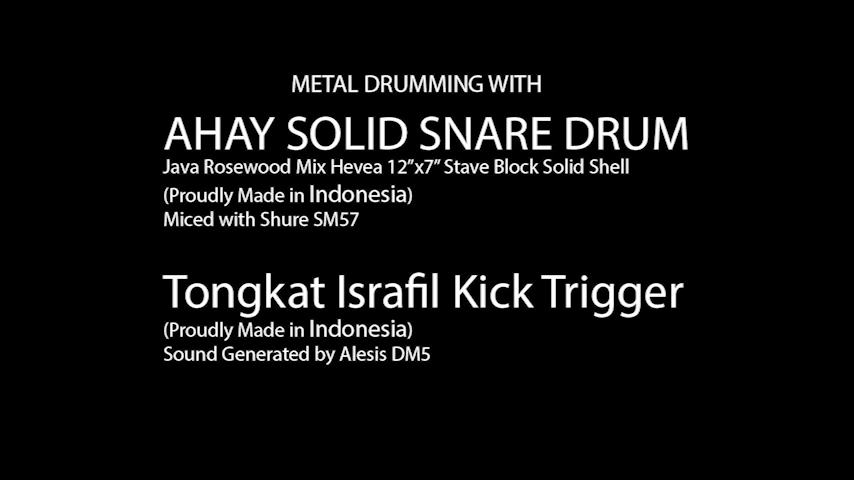 METAL DRUMMING WITH
AHAY SOLID SNARE DRUM
Java Rosewood Mix Hevea 12”x7” Stave Block Solid Shell
(Proudly Made in Indonesia)
Miced with Shure SM57
Tongkat Israfil Kick Trigger
(Proudly Made in Indonesia)
Sound Generated by Alesis DM5